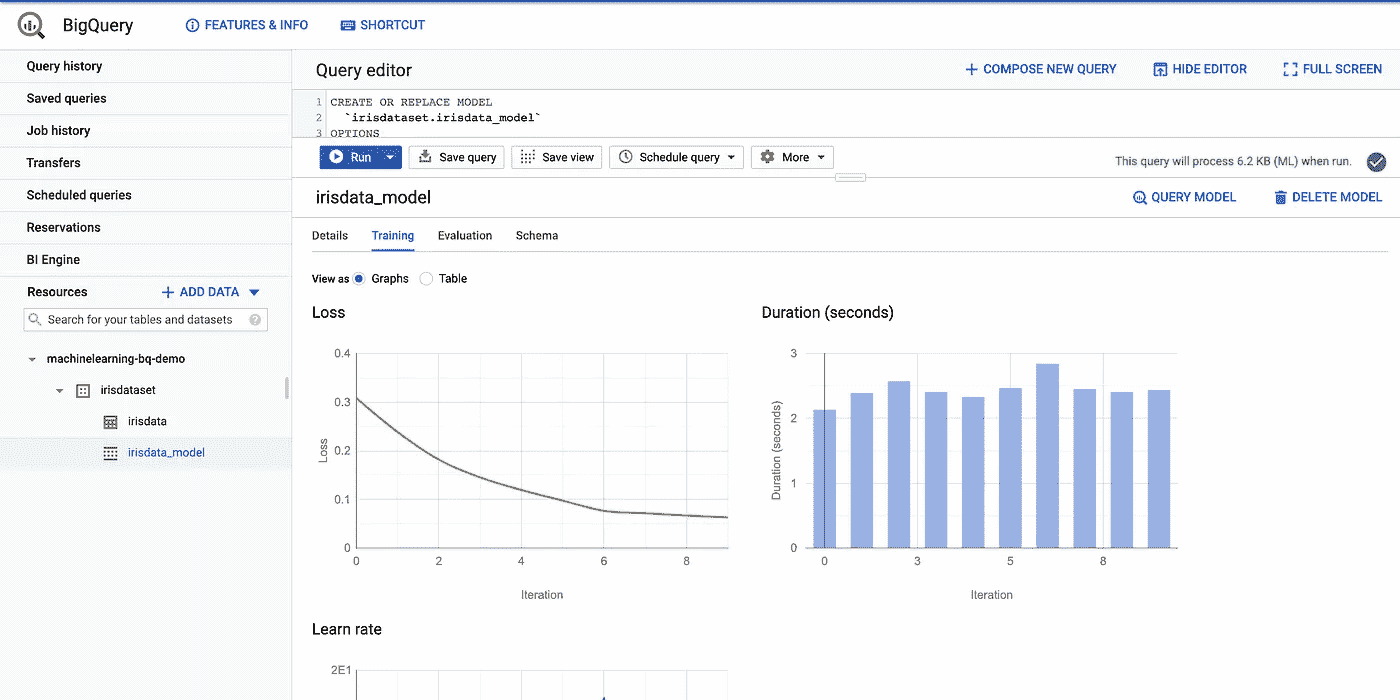 BigQuery FEATURES & INFO SHORTCUT
Query history
Saved queries
Job history
Transfers
Scheduled queries
Reservations
BI Engine
Resources ADD DATA
Search for your tables and datasets ?
machinelearning-bq-demo
irisdataset
irisdata
irisdata_model
Query editor COMPOSE NEW QUERY HIDE EDITOR FULL SCREEN
1 CREATE OR REPLACE MODEL
2 `irisdataset.irisdata_model`
3 OPTIONS
Run Save query Save view Schedule query More This query will process 6.2 KB (ML) when run.
irisdata_model QUERY MODEL DELETE MODEL
Details Training Evaluation Schema
View as Graphs Table
Loss
0.4
0.3
0.2
0.1
0
Loss
0 2 4 6 8
Iteration
Duration (seconds)
3
2
1
0
Duration (seconds)
0 3 5 8
Iteration
Learn rate
2E1